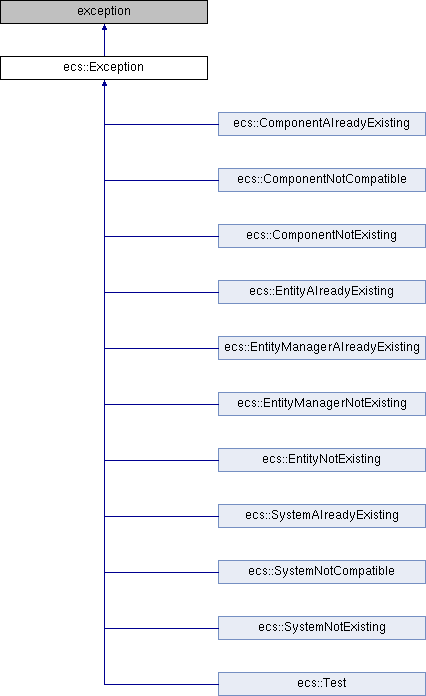 exception
ecs::Exception
ecs::ComponentAlreadyExisting
ecs::ComponentNotCompatible
ecs::ComponentNotExisting
ecs::EntityAlreadyExisting
ecs::EntityManagerAlreadyExisting
ecs::EntityManagerNotExisting
ecs::EntityNotExisting
ecs::SystemAlreadyExisting
ecs::SystemNotCompatible
ecs::SystemNotExisting
ecs::Test